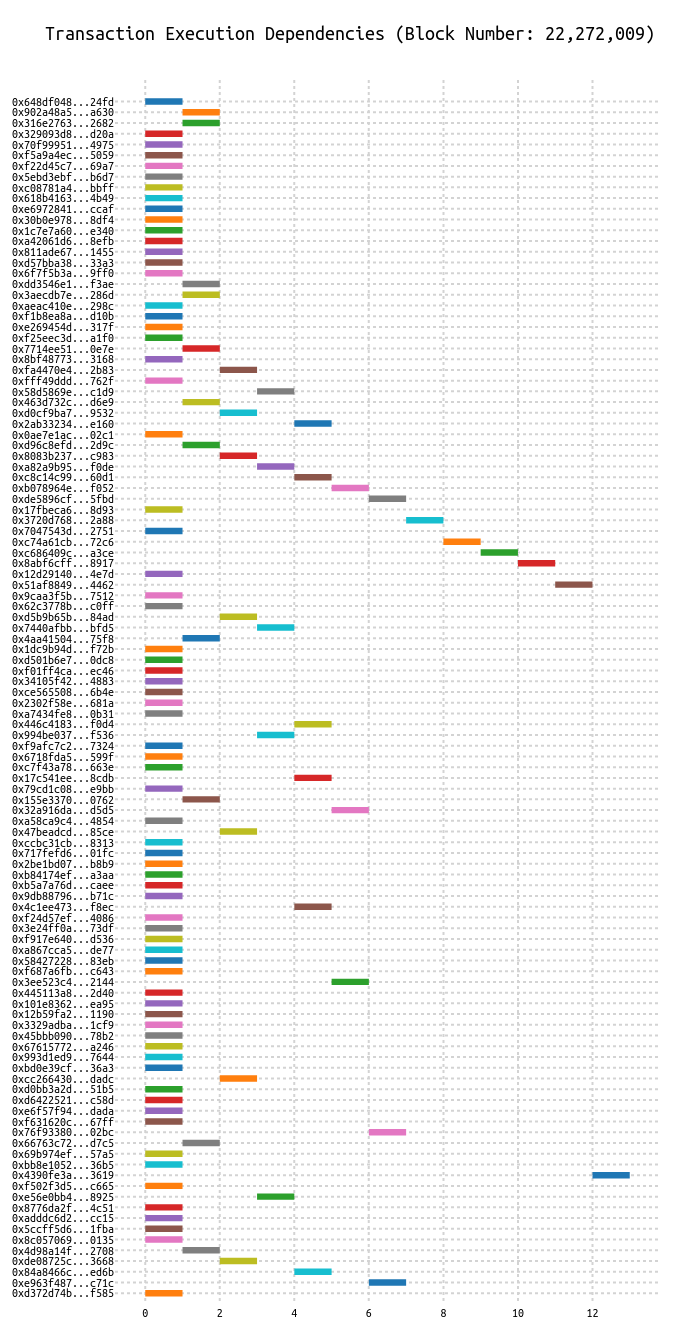 Transaction Execution Dependencies (Block Number: 22,272,009)
0x648df048...24fd
0x902a48a5...a630
0x316e2763...2682
0x329093d8...d20a
0x70f99951...4975
0xf5a9a4ec...5059
0xf22d45c7...69a7
0x5ebd3ebf...b6d7
0xc08781a4...bbff
0x618b4163...4b49
0xe6972841...ccaf
0x30b0e978...8df4
0x1c7e7a60...e340
0xa42061d6...8efb
0x811ade67...1455
0xd57bba38...33a3
0x6f7f5b3a...9ff0
0xdd3546e1...f3ae
0x3aecdb7e...286d
0xaeac410e...298c
0xf1b8ea8a...d10b
0xe269454d...317f
0xf25eec3d...a1f0
0x7714ee51...0e7e
0x8bf48773...3168
0xfa4470e4...2b83
0xfff49ddd...762f
0x58d5869e...c1d9
0x463d732c...d6e9
0xd0cf9ba7...9532
0x2ab33234...e160
0x0ae7e1ac...02c1
0xd96c8efd...2d9c
0x8083b237...c983
0xa82a9b95...f0de
0xc8c14c99...60d1
0xb078964e...f052
0xde5896cf...5fbd
0x17fbeca6...8d93
0x3720d768...2a88
0x7047543d...2751
0xc74a61cb...72c6
0xc686409c...a3ce
0x8abf6cff...8917
0x12d29140...4e7d
0x51af8849...4462
0x9caa3f5b...7512
0x62c3778b...c0ff
0xd5b9b65b...84ad
0x7440afbb...bfd5
0x4aa41504...75f8
0x1dc9b94d...f72b
0xd501b6e7...0dc8
0xf01ff4ca...ec46
0x34105f42...4883
0xce565508...6b4e
0x2302f58e...681a
0xa7434fe8...0b31
0x446c4183...f0d4
0x994be037...f536
0xf9afc7c2...7324
0x6718fda5...599f
0xc7f43a78...663e
0x17c541ee...8cdb
0x79cd1c08...e9bb
0x155e3370...0762
0x32a916da...d5d5
0xa58ca9c4...4854
0x47beadcd...85ce
0xccbc31cb...8313
0x717fefd6...01fc
0x2be1bd07...b8b9
0xb84174ef...a3aa
0xb5a7a76d...caee
0x9db88796...b71c
0x4c1ee473...f8ec
0xf24d57ef...4086
0x3e24ff0a...73df
0xf917e640...d536
0xa867cca5...de77
0x58427228...83eb
0xf687a6fb...c643
0x3ee523c4...2144
0x445113a8...2d40
0x101e8362...ea95
0x12b59fa2...1190
0x3329adba...1cf9
0x45bbb090...78b2
0x67615772...a246
0x993d1ed9...7644
0xbd0e39cf...36a3
0xcc266430...dadc
0xd0bb3a2d...51b5
0xd6422521...c58d
0xe6f57f94...dada
0xf631620c...67ff
0x76f93380...02bc
0x66763c72...d7c5
0x69b974ef...57a5
0xbb8e1052...36b5
0x4390fe3a...3619
0xf502f3d5...c665
0xe56e0bb4...8925
0x8776da2f...4c51
0xadddc6d2...cc15
0x5ccff5d6...1fba
0x8c057069...0135
0x4d98a14f...2708
0xde08725c...3668
0x84a8466c...ed6b
0xe963f487...c71c
0xd372d74b...f585
0 2 4 6 8 10 12